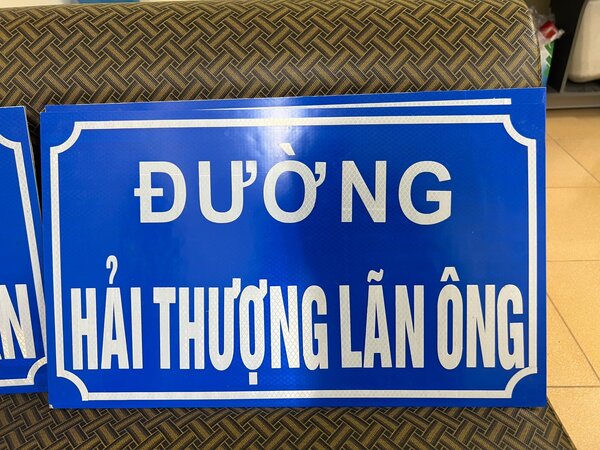 ĐƯỜNG
HẢI THƯỢNG LÃN ÔNG